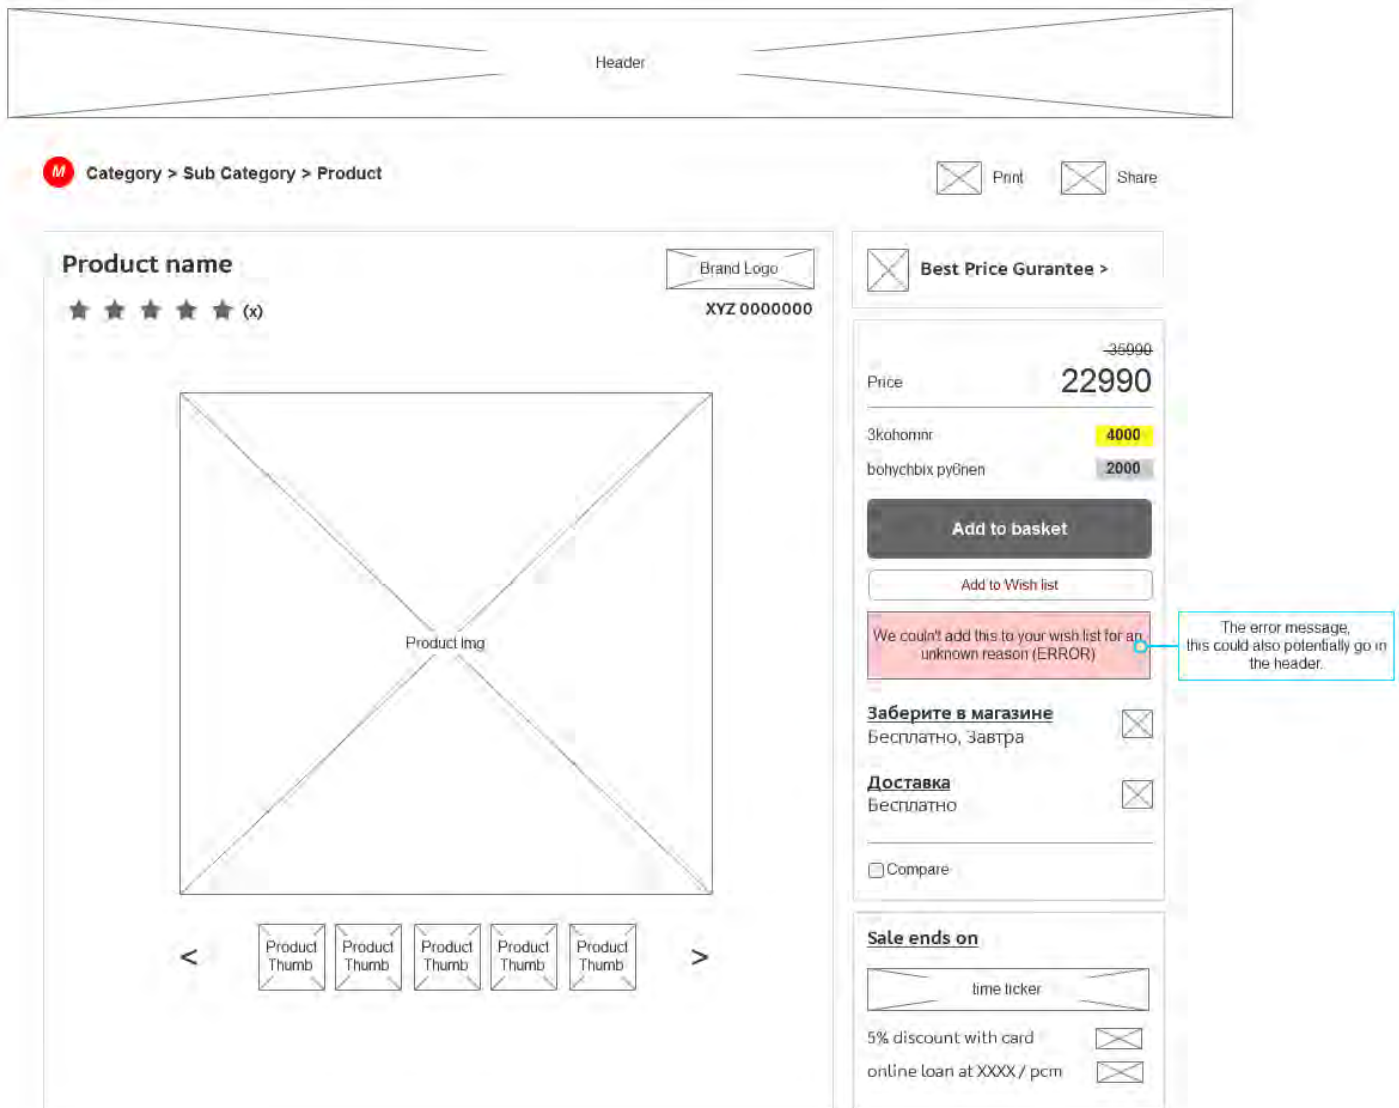 Header
M
Category > Sub Category > Product
Print
Share
Product name
Brand Logo
(x)
XYZ 0000000
Best Price Gurantee >
35990
Price
22990
3kohomnr
4000
bohychbix py6nen
2000
Add to basket
Add to Wish list
We couln't add this to your wish list for an
unknown reason (ERROR)
The error message,
this could also potentially go in
the header.
Заберите в магазине
Бесплатно, Завтра
Доставка
Бесплатно
Compare
Product Img
<
Product
Thumb
Product
Thumb
Product
Thumb
Product
Thumb
Product
Thumb
>
Sale ends on
time ticker
5% discount with card
online loan at XXXX / pcm